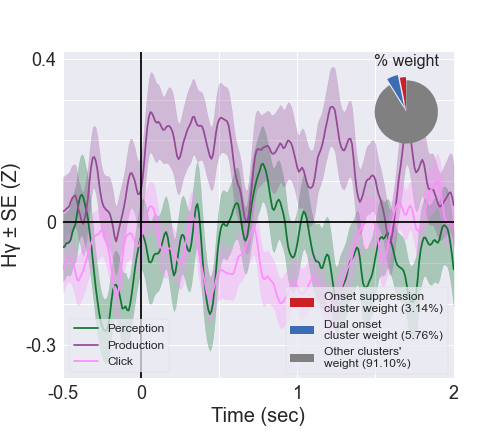 % weight
0.4
0
-0.3
Hγ ± SE (Z)
Perception
Production
Click
Onset suppression
cluster weight (3.14%)
Dual onset
cluster weight (5.76%)
Other clusters'
weight (91.10%)
-0.5
0
1
2
Time (sec)